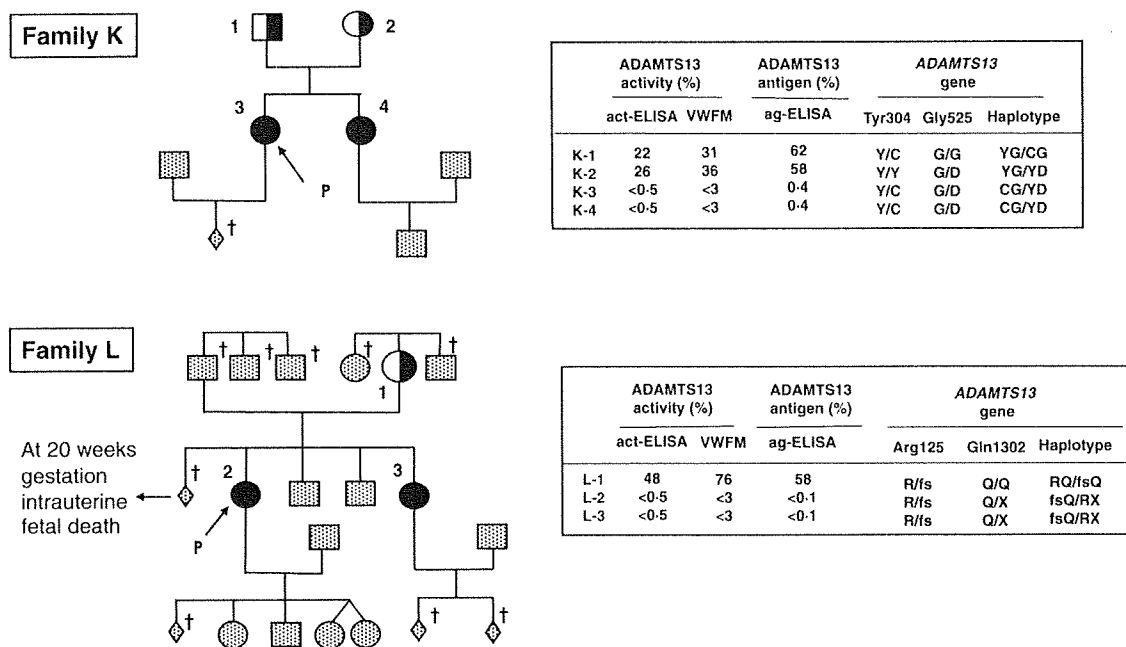 Family K
1
2
3
4
P
†
ADAMTS13 activity (%)
ADAMTS13 antigen (%)
ADAMTS13 gene
act-ELISA VWFM ag-ELISA Tyr304 Gly525 Haplotype
K-1 22 31 62 Y/C G/G YG/CG
K-2 26 36 58 Y/Y G/D YG/YD
K-3 <0·5 <3 0·4 Y/C G/D CG/YD
K-4 <0·5 <3 0·4 Y/C G/D CG/YD
Family L
† † † † †
1
At 20 weeks
gestation
intrauterine
fetal death
†
2
3
P
† † †
ADAMTS13 activity (%)
ADAMTS13 antigen (%)
ADAMTS13 gene
act-ELISA VWFM ag-ELISA Arg125 Gln1302 Haplotype
L-1 48 76 58 R/fs Q/Q RQ/fsQ
L-2 <0·5 <3 <0·1 R/fs Q/X fsQ/RX
L-3 <0·5 <3 <0·1 R/fs Q/X fsQ/RX